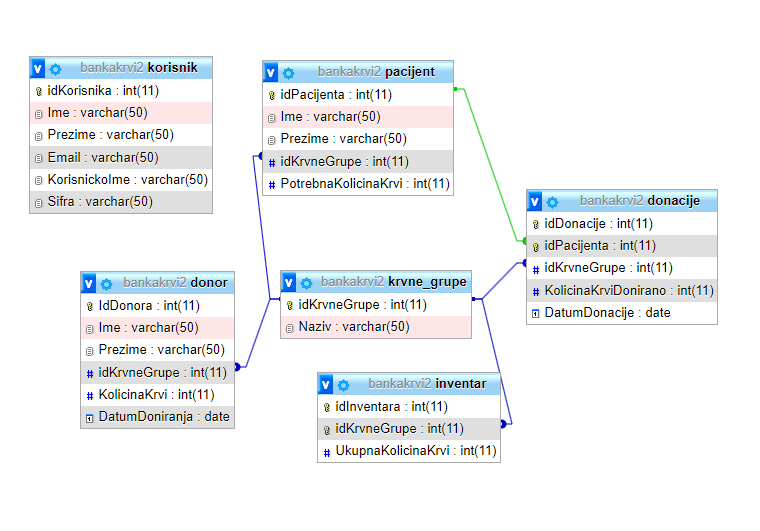 bankakrvi2 korisnik
idKorisnika : int(11)
Ime : varchar(50)
Prezime : varchar(50)
Email : varchar(50)
KorisnickoIme : varchar(50)
Sifra : varchar(50)
bankakrvi2 pacijent
idPacijenta : int(11)
Ime : varchar(50)
Prezime : varchar(50)
idKrvneGrupe : int(11)
PotrebnaKolicinaKrvi : int(11)
bankakrvi2 donacije
idDonacije : int(11)
idPacijenta : int(11)
idKrvneGrupe : int(11)
KolicinaKrviDonirano : int(11)
DatumDonacije : date
bankakrvi2 donor
IdDonora : int(11)
Ime : varchar(50)
Prezime : varchar(50)
idKrvneGrupe : int(11)
KolicinaKrvi : int(11)
DatumDoniranja : date
bankakrvi2 krvne_grupe
idKrvneGrupe : int(11)
Naziv : varchar(50)
bankakrvi2 inventar
idInventara : int(11)
idKrvneGrupe : int(11)
UkupnaKolicinaKrvi : int(11)